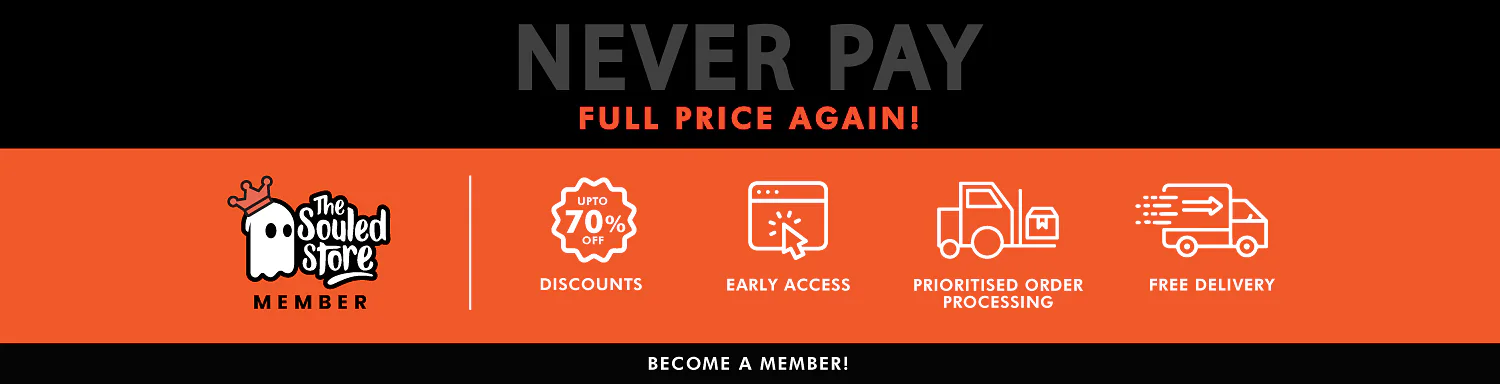 NEVER PAY
FULL PRICE AGAIN!
The
Souled
Store
MEMBER
UPTO
70%
OFF
DISCOUNTS
EARLY ACCESS
PRIORITISED ORDER
PROCESSING
FREE DELIVERY
BECOME A MEMBER!